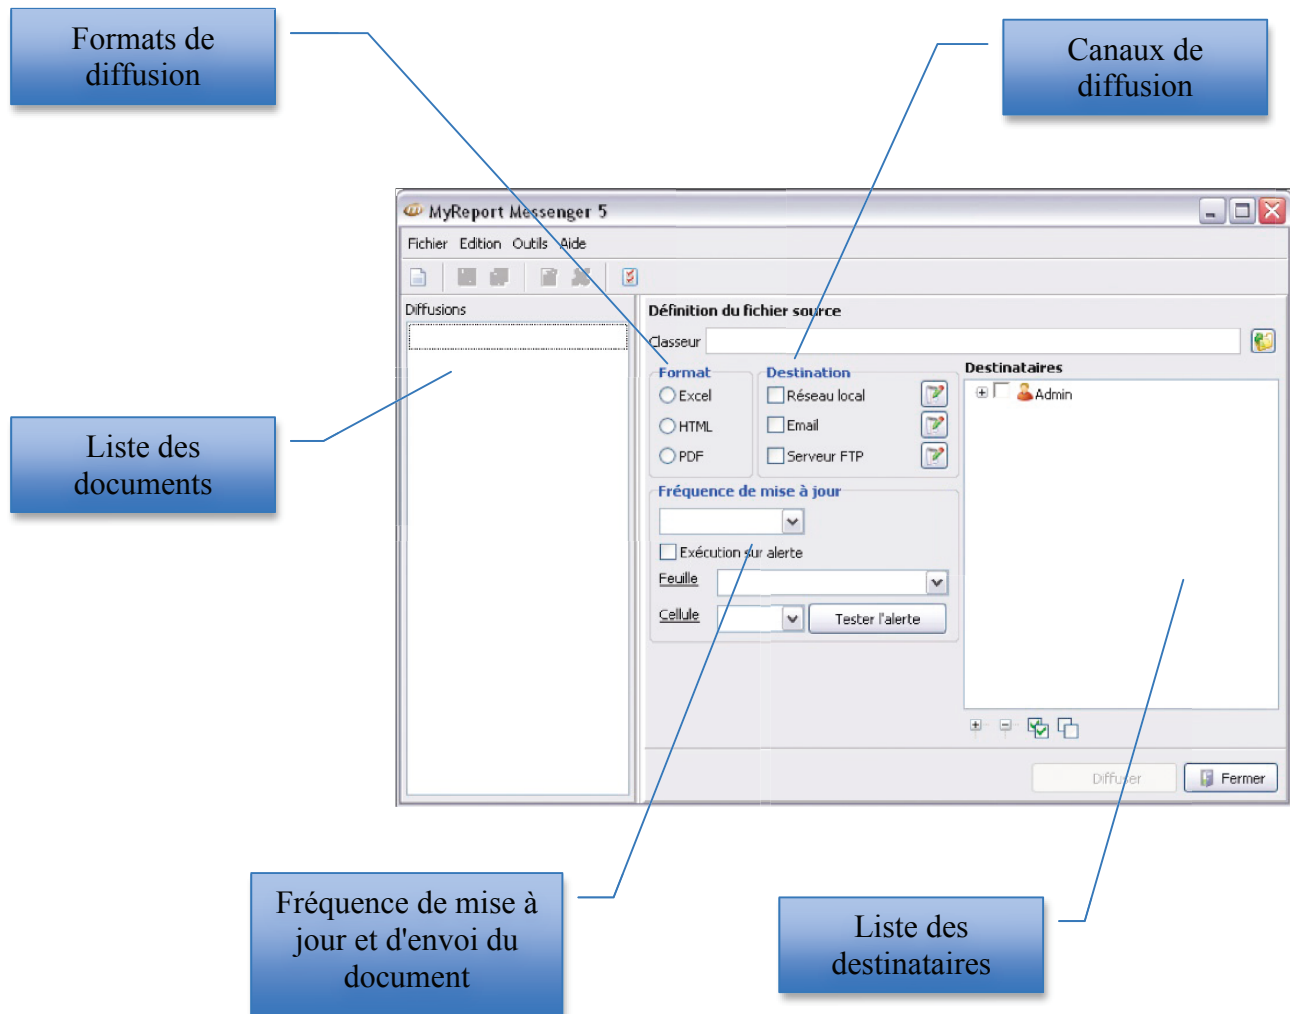 Formats de
diffusion
Canaux de
diffusion
MyReport Messenger 5
Fichier Edition Outils Aide
Diffusions
Définition du fichier source
Classeur
Format
Destination
Destinataires
Excel
Réseau local
Admin
HTML
Email
PDF
Serveur FTP
Liste des
documents
Fréquence de mise à jour
Exécution sur alerte
Feuille
Cellule
Tester l'alerte
Diffuser
Fermer
Fréquence de mise à
jour et d'envoi du
document
Liste des
destinataires